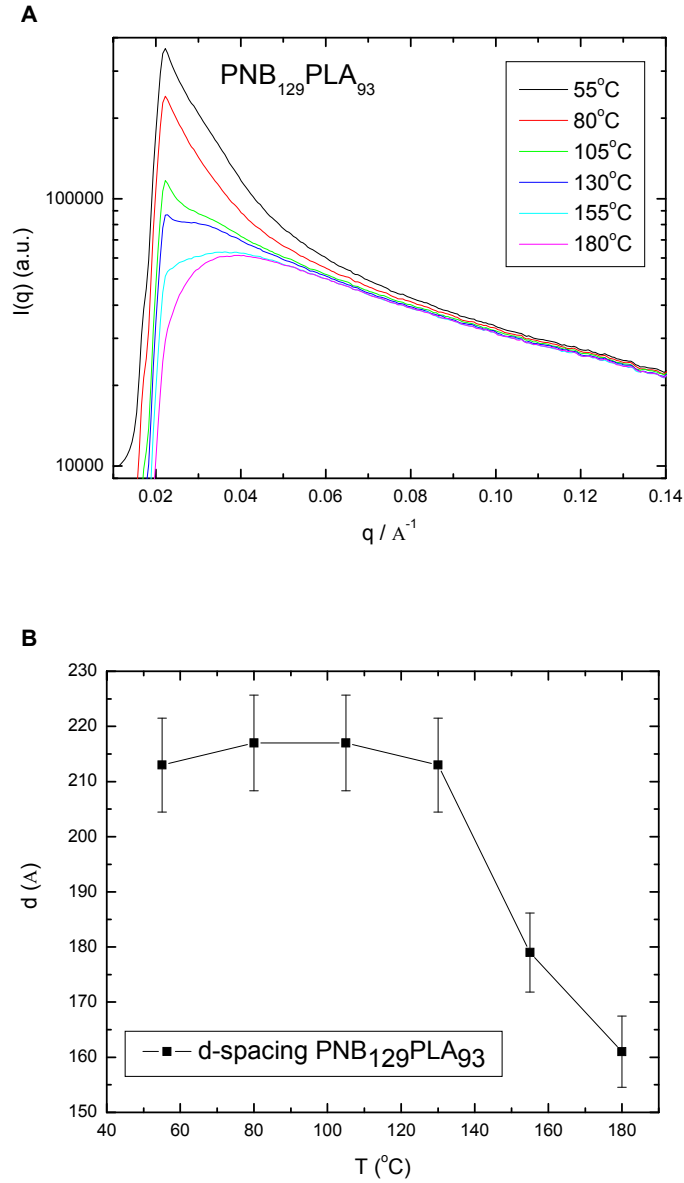 A
PNB₁₂₉PLA₉₃
55°C
80°C
105°C
130°C
155°C
180°C
100000
10000
I(q) (a.u.)
0.02 0.04 0.06 0.08 0.10 0.12 0.14
q / A⁻¹
B
230
220
210
200
190
180
170
160
150
d (A)
d-spacing PNB₁₂₉PLA₉₃
40 60 80 100 120 140 160 180
T (°C)